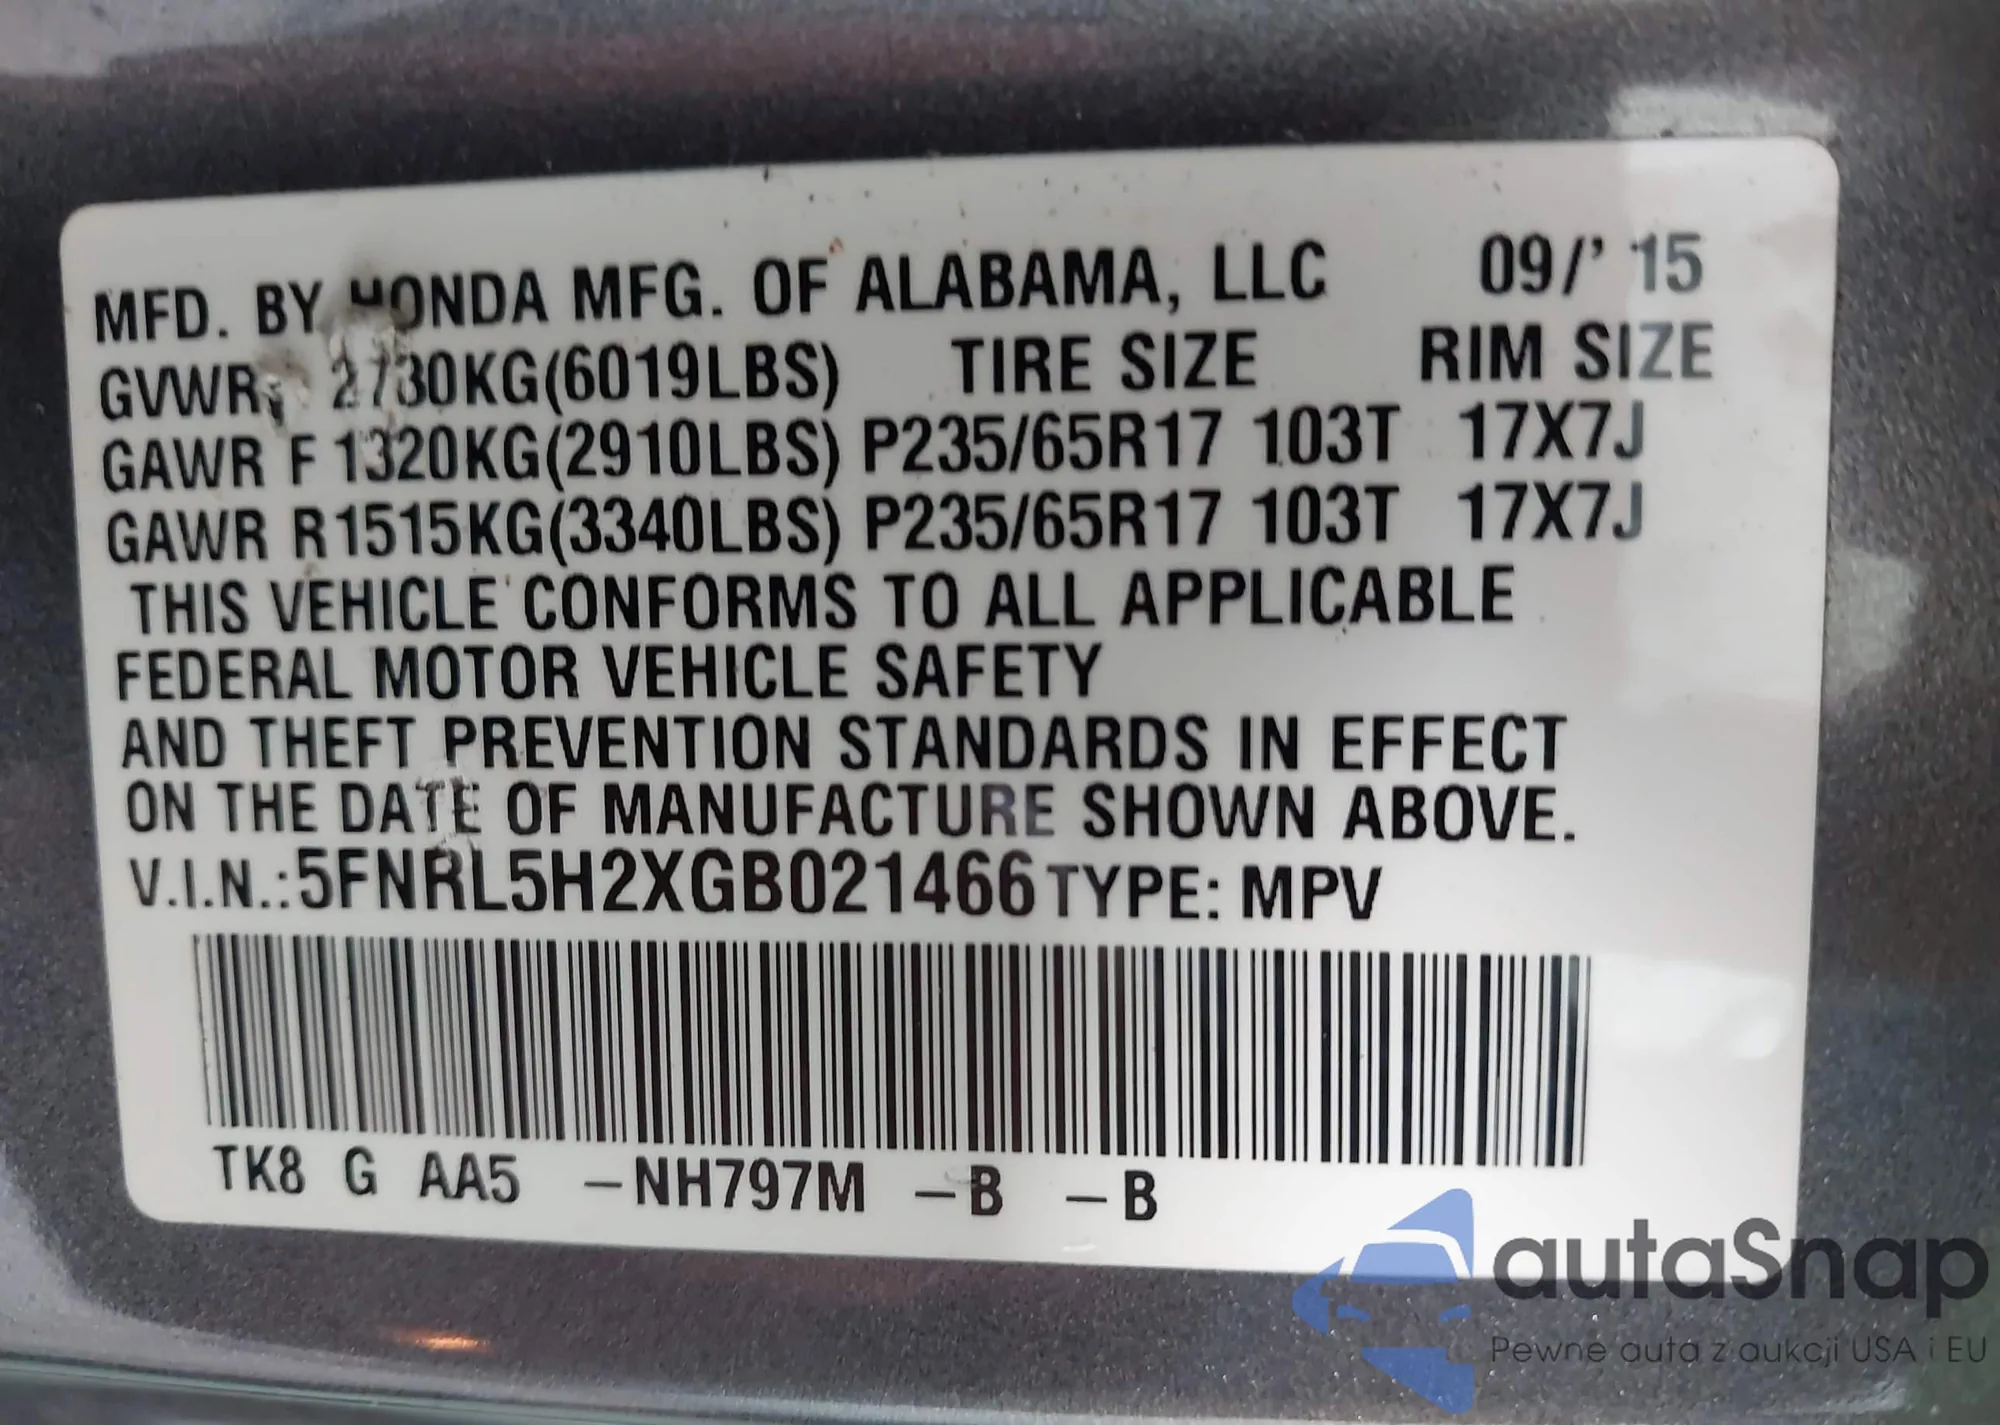 MFD. BY HONDA MFG. OF ALABAMA, LLC 09/' 15
GVWR 2730KG(6019LBS) TIRE SIZE RIM SIZE
GAWR F 1320KG(2910LBS) P235/65R17 103T 17X7J
GAWR R 1515KG(3340LBS) P235/65R17 103T 17X7J
THIS VEHICLE CONFORMS TO ALL APPLICABLE
FEDERAL MOTOR VEHICLE SAFETY
AND THEFT PREVENTION STANDARDS IN EFFECT
ON THE DATE OF MANUFACTURE SHOWN ABOVE.
V.I.N.:5FNRL5H2XGB021466 TYPE: MPV
TK8 G AA5 –NH797M –B –B
autaSnap
Pewne auta z aukcji USA i EU